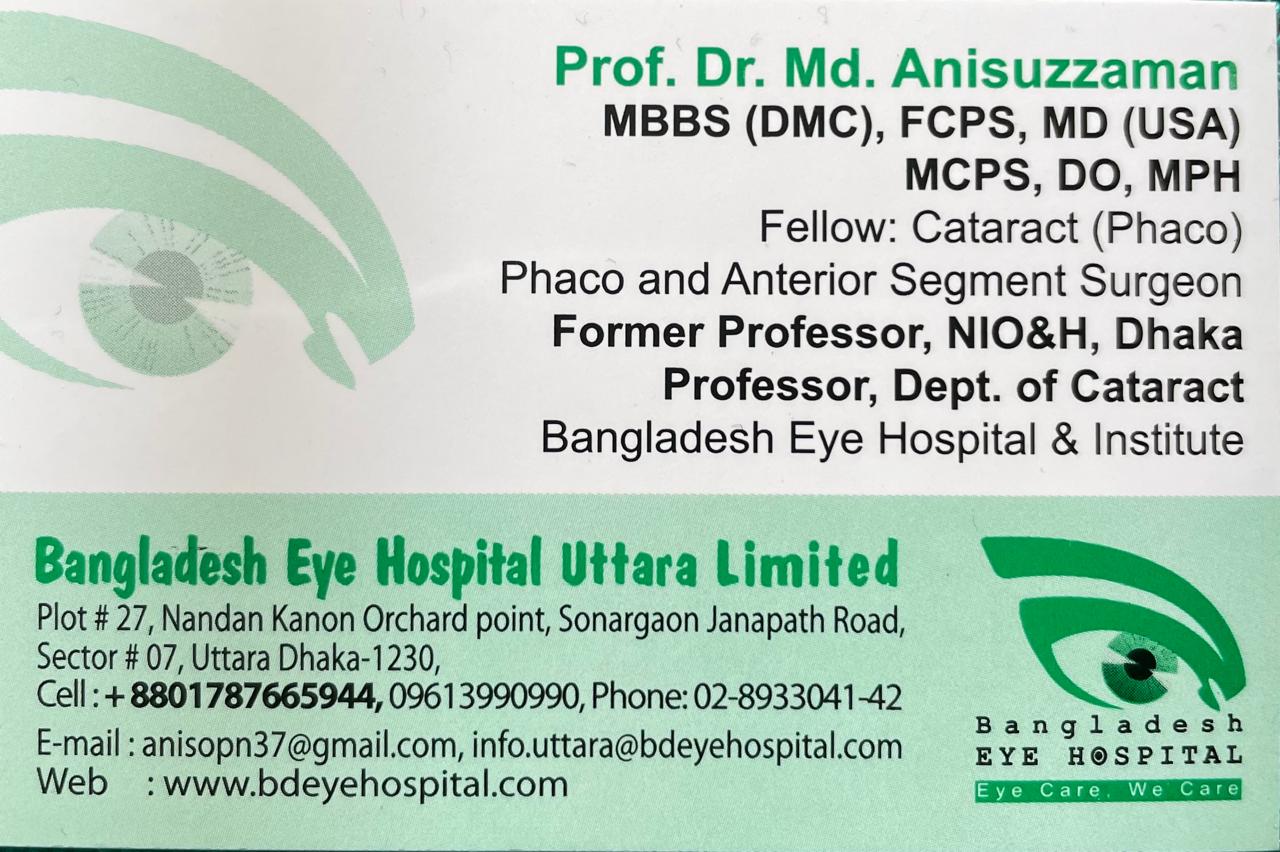 Prof. Dr. Md. Anisuzzaman
MBBS (DMC), FCPS, MD (USA)
MCPS, DO, MPH
Fellow: Cataract (Phaco)
Phaco and Anterior Segment Surgeon
Former Professor, NIO&H, Dhaka
Professor, Dept. of Cataract
Bangladesh Eye Hospital & Institute
Bangladesh Eye Hospital Uttara Limited
Plot # 27, Nandan Kanon Orchard point, Sonargaon Janapath Road,
Sector # 07, Uttara Dhaka-1230,
Cell : +8801787665944, 09613990990, Phone: 02-8933041-42
E-mail : anisopn37@gmail.com, info.uttara@bdeyehospital.com
Web : www.bdeyehospital.com
Bangladesh
EYE HOSPITAL
Eye Care, We Care